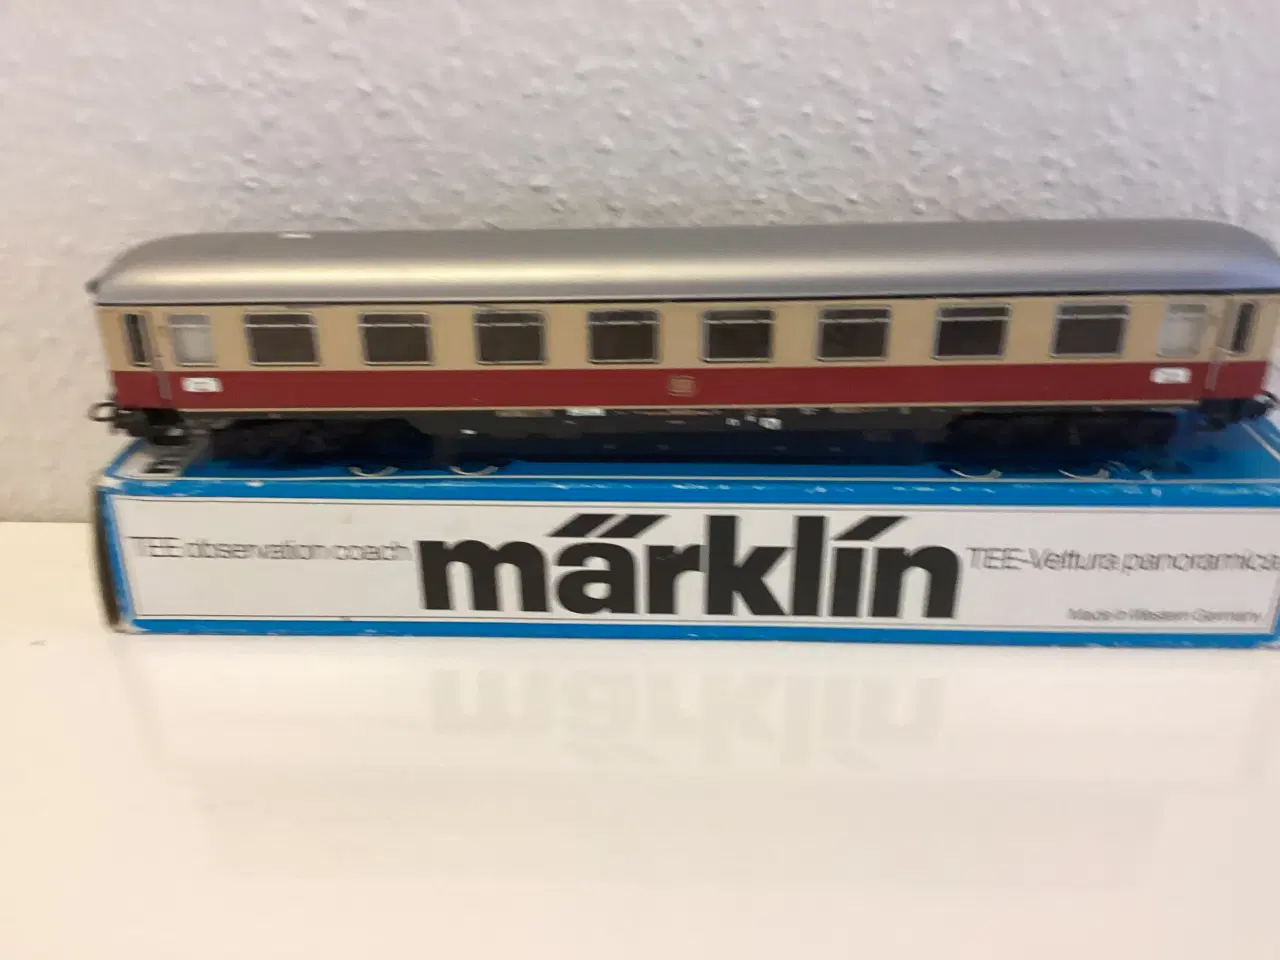 TEE observation coach
märklin
TEE-Vettura panoramica
Made in Western Germany